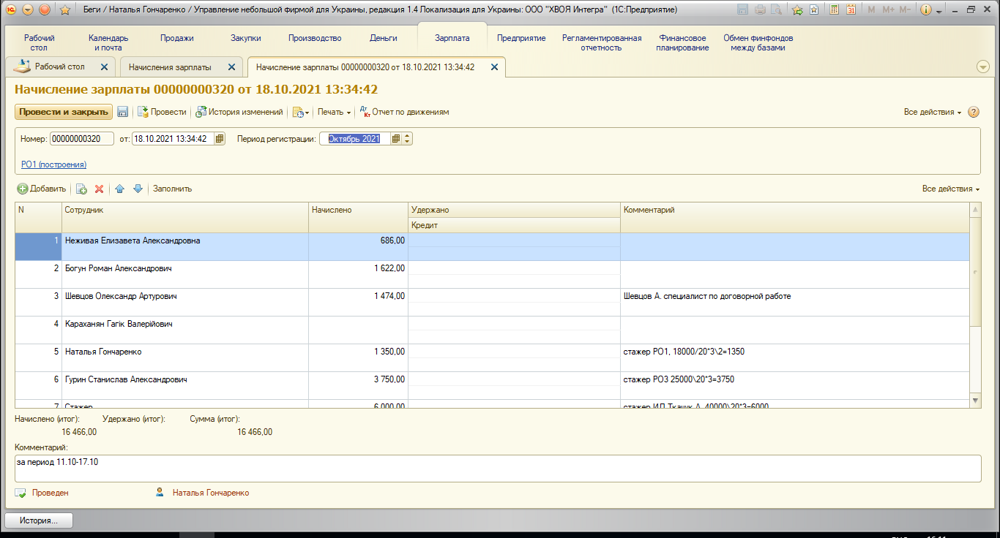 Беги / Наталья Гончаренко / Управление небольшой фирмой для Украины, редакция 1.4 Локализация для Украины: ООО "ХВОЯ Интегра" (1С:Предприятие)
M M+ M-
Рабочий стол
Календарь и почта
Продажи
Закупки
Производство
Деньги
Зарплата
Предприятие
Регламентированная отчетность
Финансовое планирование
Обмен финфондов между базами
Рабочий стол
Начисления зарплаты
Начисление зарплаты 00000000320 от 18.10.2021 13:34:42
Начисление зарплаты 00000000320 от 18.10.2021 13:34:42
Провести и закрыть Провести История изменений Печать Дт Кт Отчет по движениям Все действия
Номер: 00000000320 от: 18.10.2021 13:34:42 Период регистрации: Октябрь 2021
РО1 (построения)
Добавить Заполнить Все действия
N Сотрудник Начислено Удержано Комментарий
Кредит
1 Неживая Елизавета Александровна 686,00
2 Богун Роман Александрович 1 622,00
3 Шевцов Олександр Артурович 1 474,00 Шевцов А. специалист по договорной работе
4 Караханян Гагік Валерійович
5 Наталья Гончаренко 1 350,00 стажер РО1, 18000/20*3\2=1350
6 Гурин Станислав Александрович 3 750,00 стажер РО3 25000\20*3=3750
7 Стажер 6 000,00 стажер ИД Ткачук А. 40000\20*3=6000
Начислено (итог): Удержано (итог): Сумма (итог):
16 466,00 16 466,00
Комментарий:
за период 11.10-17.10
Проведен Наталья Гончаренко
История...